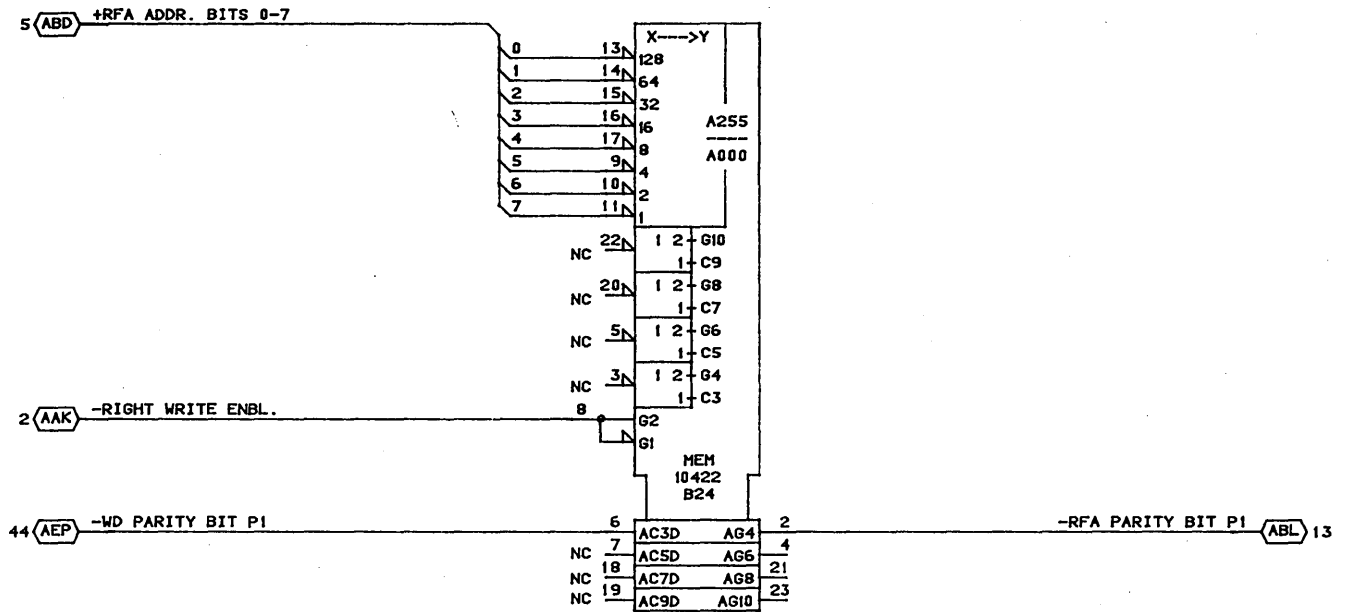 5 ABD +RFA ADDR. BITS 0-7
X---->Y
0 13 128
1 14 64
2 15 32
3 16 16
4 17 8
5 9 4
6 10 2
7 11 1
A255
----
A000
NC 22 1 2 G10
1 C9
NC 20 1 2 G8
1 C7
NC 5 1 2 G6
1 C5
NC 3 1 2 G4
1 C3
2 AAK -RIGHT WRITE ENBL. 8 G2
G1
MEM
10422
B24
44 AEP -WD PARITY BIT P1 6 AC3D AG4 2 -RFA PARITY BIT P1 ABL 13
NC 7 AC5D AG6 4
NC 18 AC7D AG8 21
NC 19 AC9D AG10 23